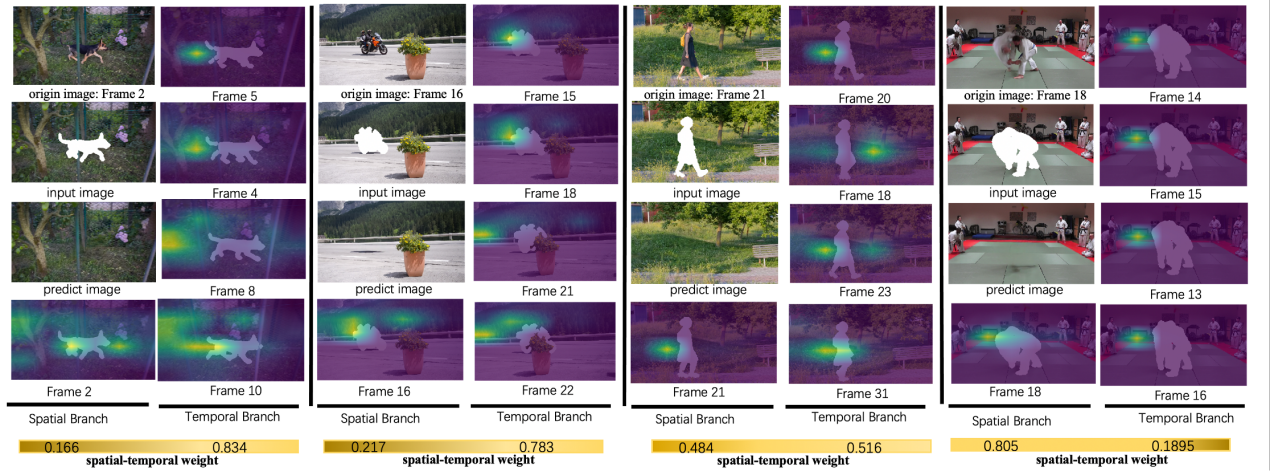 origin image: Frame 2
Frame 5
input image
Frame 4
predict image
Frame 8
Frame 2
Frame 10
Spatial Branch
Temporal Branch
0.166
0.834
spatial-temporal weight
origin image: Frame 16
Frame 15
input image
Frame 18
predict image
Frame 21
Frame 16
Frame 22
Spatial Branch
Temporal Branch
0.217
0.783
spatial-temporal weight
origin image: Frame 21
Frame 20
input image
Frame 18
predict image
Frame 23
Frame 21
Frame 31
Spatial Branch
Temporal Branch
0.484
0.516
spatial-temporal weight
origin image: Frame 18
Frame 14
input image
Frame 15
predict image
Frame 13
Frame 18
Frame 16
Spatial Branch
Temporal Branch
0.805
0.1895
spatial-temporal weight